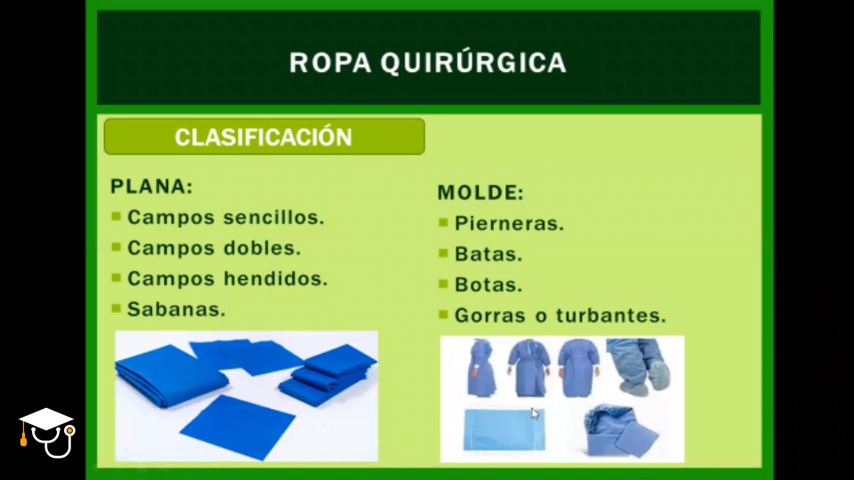 ROPA QUIRÚRGICA
CLASIFICACIÓN
PLANA:
Campos sencillos.
Campos dobles.
Campos hendidos.
Sabanas.
MOLDE:
Pierneras.
Batas.
Botas.
Gorras o turbantes.